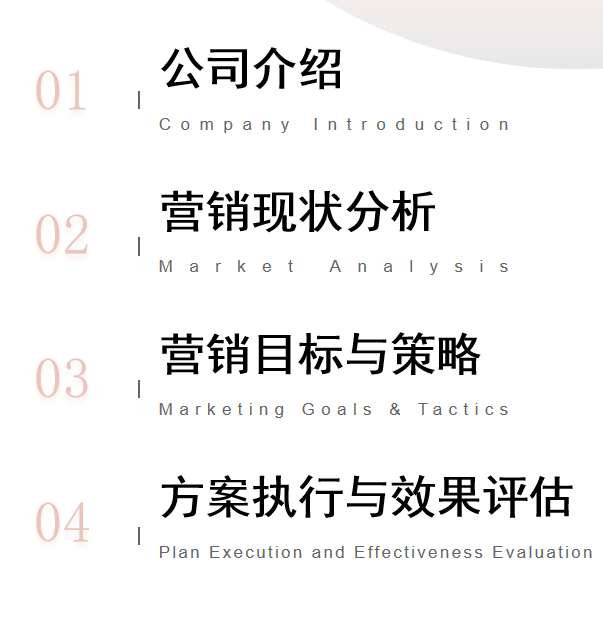 01
公司介绍
Company Introduction
02
营销现状分析
Market Analysis
03
营销目标与策略
Marketing Goals & Tactics
04
方案执行与效果评估
Plan Execution and Effectiveness Evaluation